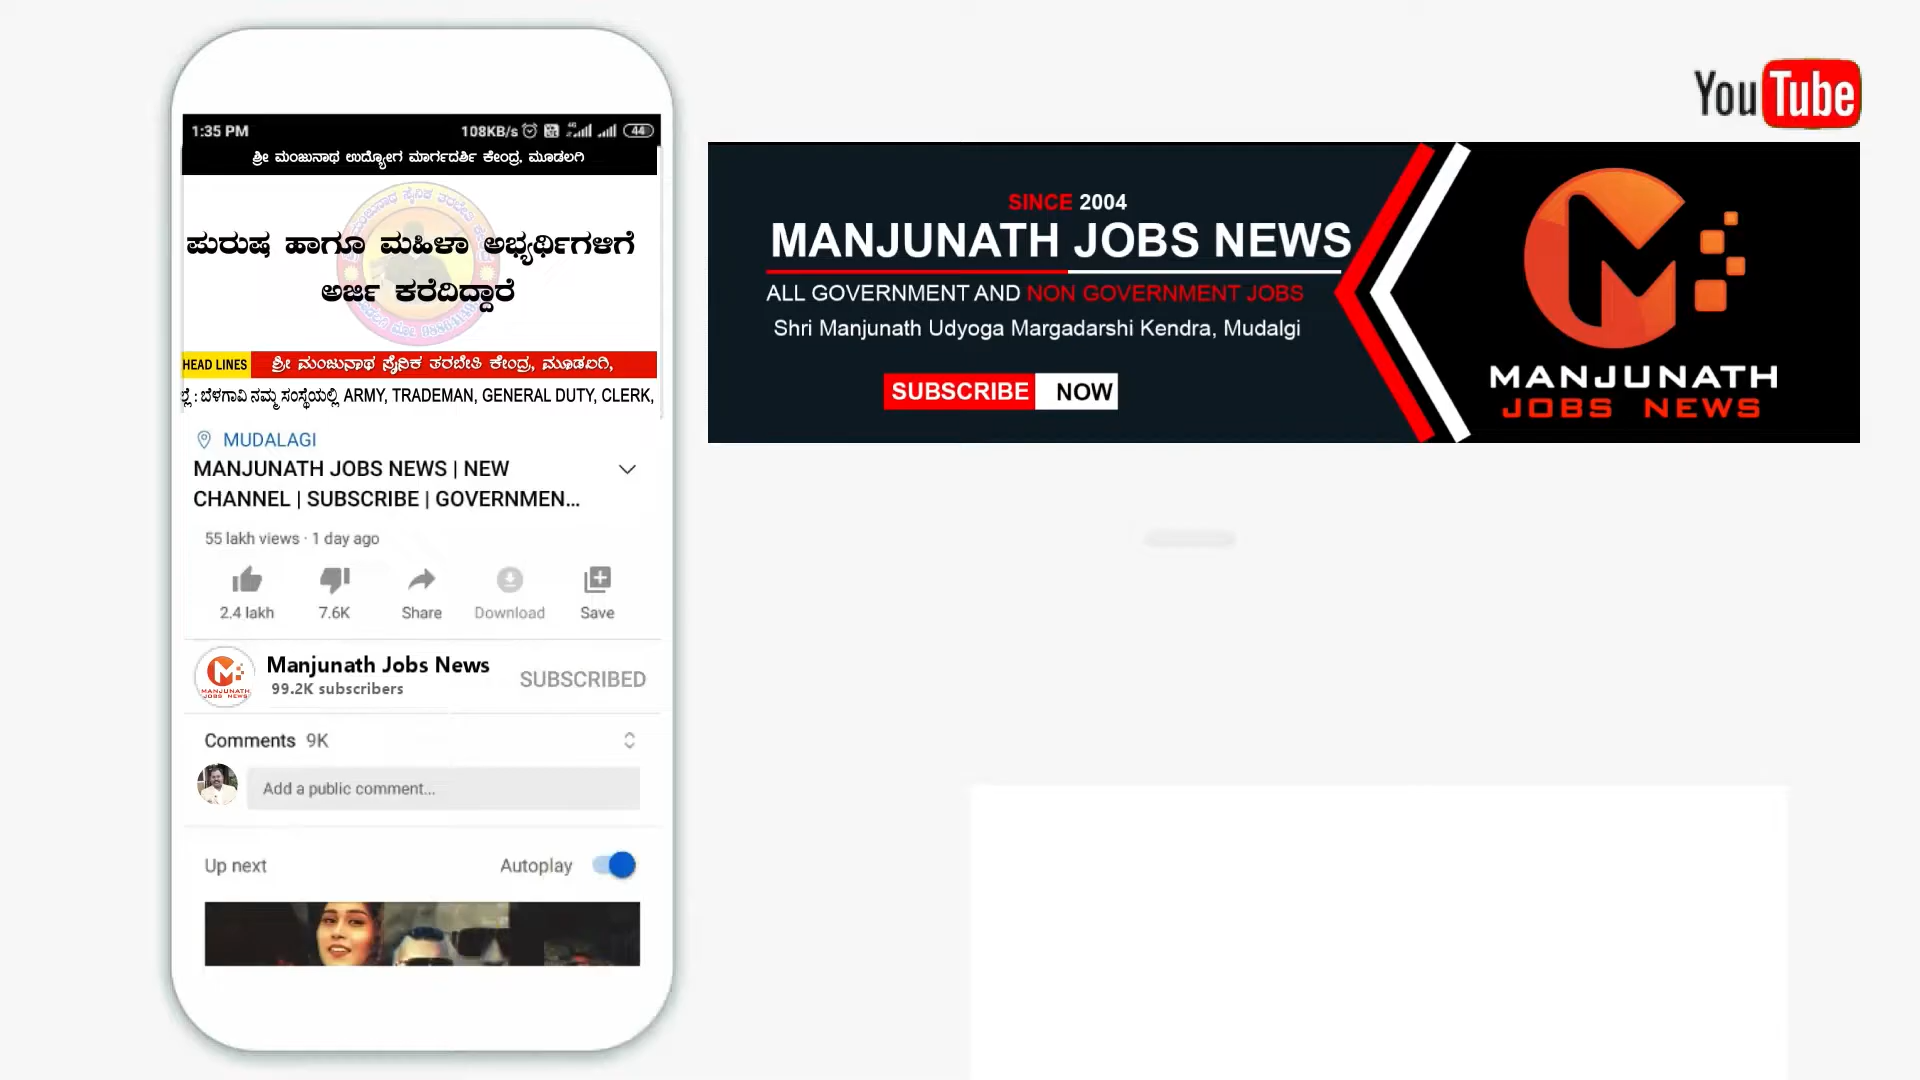 1:35 PM 108KB/s 44
ಶ್ರೀ ಮಂಜುನಾಥ ಉದ್ಯೋಗ ಮಾರ್ಗದರ್ಶಿ ಕೇಂದ್ರ, ಮೂಡಲಗಿ
ಪುರುಷ ಹಾಗೂ ಮಹಿಳಾ ಅಭ್ಯರ್ಥಿಗಳಿಗೆ
ಅರ್ಜಿ ಕರೆದಿದ್ದಾರೆ
HEAD LINES ಶ್ರೀ ಮಂಜುನಾಥ ಸೈನಿಕ ತರಬೇತಿ ಕೇಂದ್ರ, ಮೂಡಲಗಿ,
: ಬೆಳಗಾವಿ ನಮ್ಮ ಸಂಸ್ಥೆಯಲ್ಲಿ ARMY, TRADEMAN, GENERAL DUTY, CLERK,
MUDALAGI
MANJUNATH JOBS NEWS | NEW
CHANNEL | SUBSCRIBE | GOVERNMEN...
55 lakh views · 1 day ago
2.4 lakh 7.6K Share Download Save
Manjunath Jobs News
99.2K subscribers
SUBSCRIBED
MANJUNATH
JOBS NEWS
Comments 9K
Add a public comment...
Up next Autoplay
YouTube
SINCE 2004
MANJUNATH JOBS NEWS
ALL GOVERNMENT AND NON GOVERNMENT JOBS
Shri Manjunath Udyoga Margadarshi Kendra, Mudalgi
SUBSCRIBE NOW
MANJUNATH
JOBS NEWS